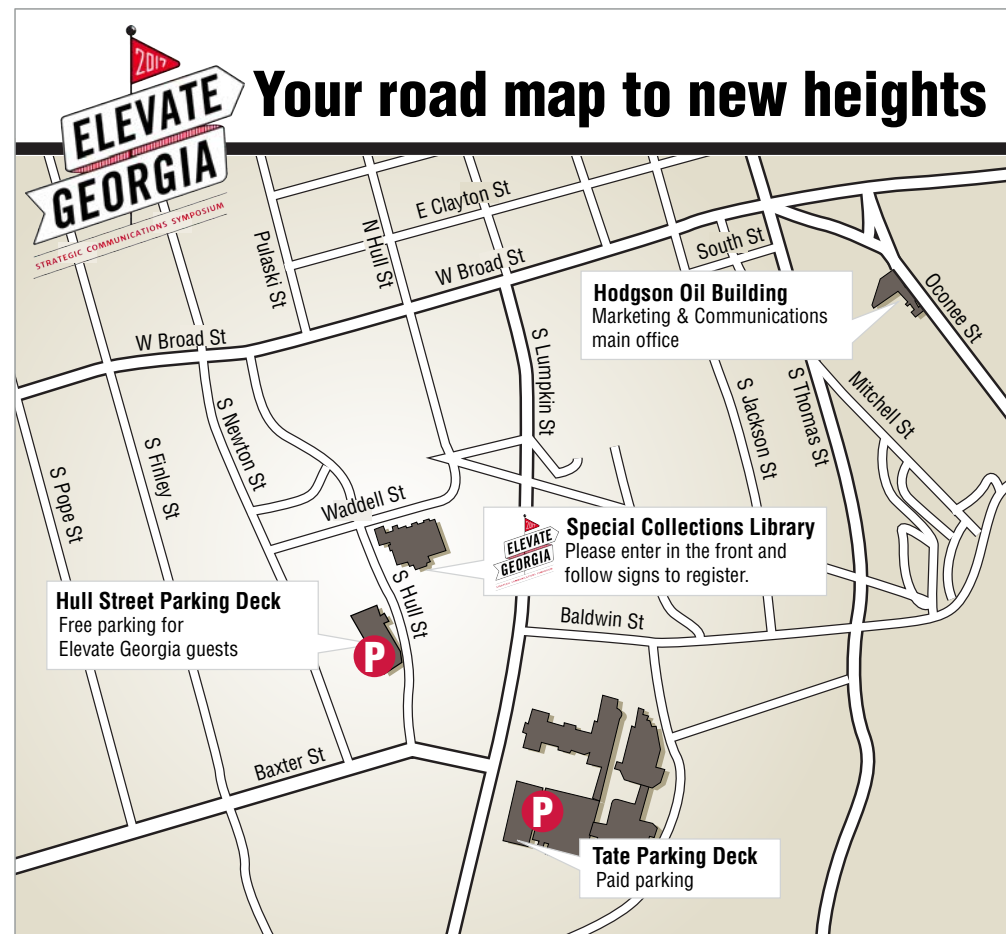 2017
ELEVATE
GEORGIA
STRATEGIC COMMUNICATIONS SYMPOSIUM
Your road map to new heights
E Clayton St
Pulaski St
N Hull St
W Broad St
South St
Hodgson Oil Building
Marketing & Communications
main office
Oconee St
W Broad St
S Lumpkin St
S Jackson St
S Thomas St
Mitchell St
S Newton St
S Finley St
S Pope St
Waddell St
ELEVATE
GEORGIA
Special Collections Library
Please enter in the front and
follow signs to register.
S Hull St
Hull Street Parking Deck
Free parking for
Elevate Georgia guests
P
Baldwin St
Baxter St
P
Tate Parking Deck
Paid parking